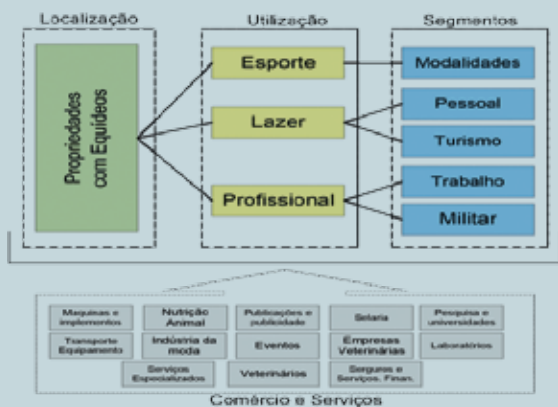 Localização
Utilização
Segmentos
Propriedades
com Equídeos
Esporte
Lazer
Profissional
Modalidades
Pessoal
Turismo
Trabalho
Militar
Maquinas e
implementos
Nutrição
Animal
Publicações e
publicidade
Selaria
Pesquisa e
universidades
Transporte
Equipamento
Indústria da
moda
Eventos
Empresas
Veterinárias
Laboratórios
Serviços
Especializados
Veterinários
Sergures e
Serviços. Finan.
Comércio e Serviços